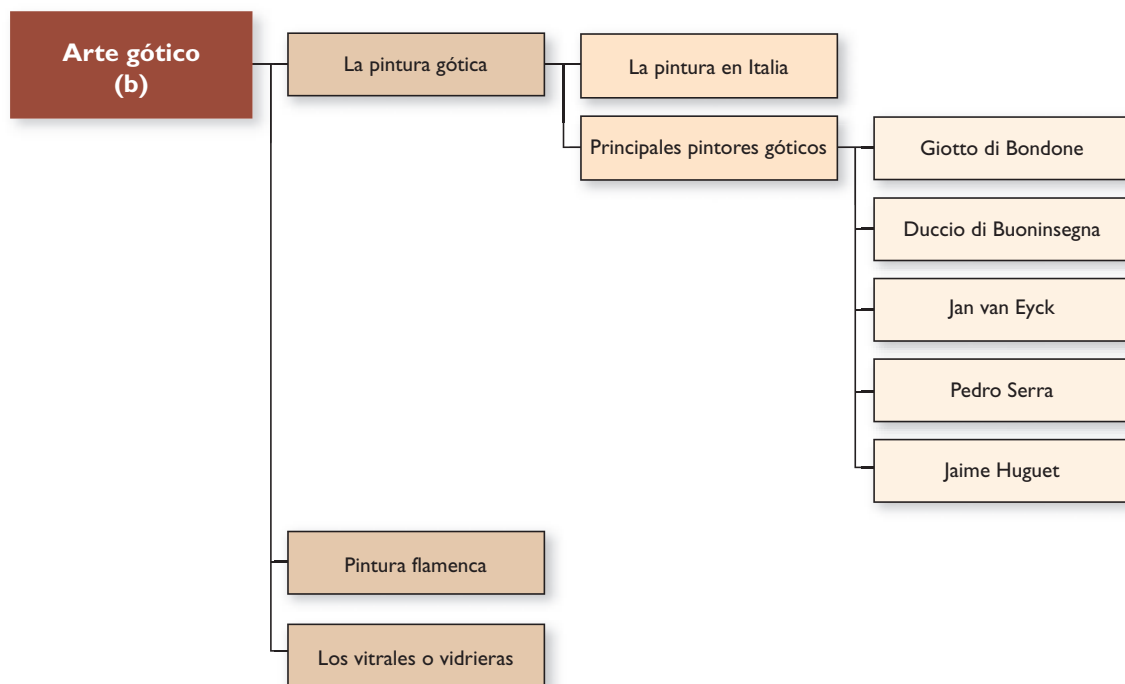 Arte gótico
(b)
La pintura gótica
La pintura en Italia
Principales pintores góticos
Giotto di Bondone
Duccio di Buoninsegna
Jan van Eyck
Pedro Serra
Jaime Huguet
Pintura flamenca
Los vitrales o vidrieras